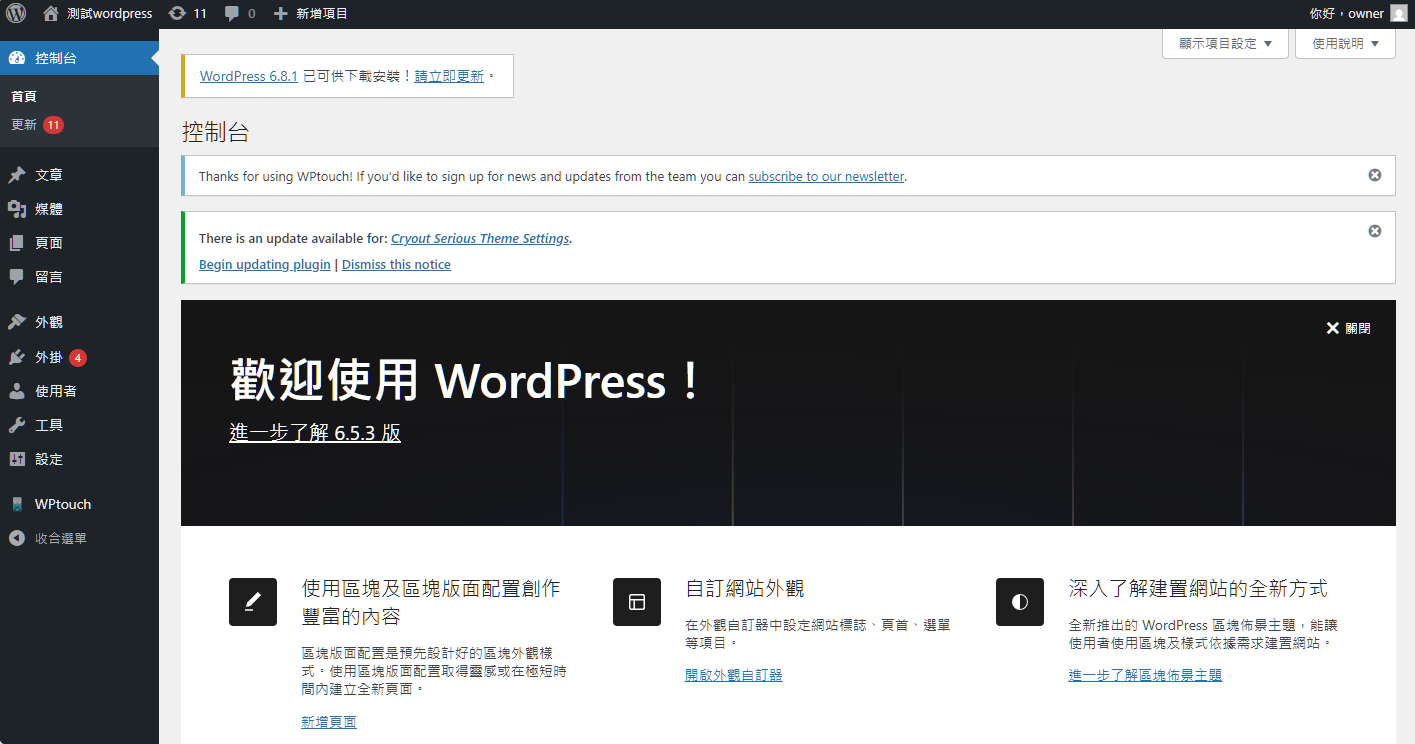 測試wordpress 11 0 新增項目 你好，owner
控制台
首頁
更新 11
文章
媒體
頁面
留言
外觀
外掛 4
使用者
工具
設定
WPtouch
收合選單
顯示項目設定 ▼ 使用說明 ▼
WordPress 6.8.1 已可供下載安裝！請立即更新。
控制台
Thanks for using WPtouch! If you'd like to sign up for news and updates from the team you can subscribe to our newsletter.
There is an update available for: Cryout Serious Theme Settings.
Begin updating plugin | Dismiss this notice
關閉
歡迎使用 WordPress！
進一步了解 6.5.3 版
使用區塊及區塊版面配置創作
豐富的內容
區塊版面配置是預先設計好的區塊外觀樣
式。使用區塊版面配置取得靈感或在極短時
間內建立全新頁面。
新增頁面
自訂網站外觀
在外觀自訂器中設定網站標誌、頁首、選單
等項目。
開啟外觀自訂器
深入了解建置網站的全新方式
全新推出的 WordPress 區塊佈景主題，能讓
使用者使用區塊及樣式依據需求建置網站。
進一步了解區塊佈景主題